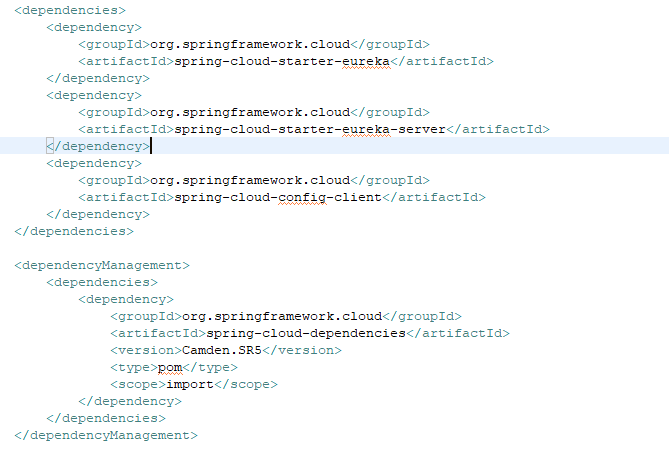 <dependencies>
    <dependency>
        <groupId>org.springframework.cloud</groupId>
        <artifactId>spring-cloud-starter-eureka</artifactId>
    </dependency>
    <dependency>
        <groupId>org.springframework.cloud</groupId>
        <artifactId>spring-cloud-starter-eureka-server</artifactId>
    </dependency>
    <dependency>
        <groupId>org.springframework.cloud</groupId>
        <artifactId>spring-cloud-config-client</artifactId>
    </dependency>
</dependencies>

<dependencyManagement>
    <dependencies>
        <dependency>
            <groupId>org.springframework.cloud</groupId>
            <artifactId>spring-cloud-dependencies</artifactId>
            <version>Camden.SR5</version>
            <type>pom</type>
            <scope>import</scope>
        </dependency>
    </dependencies>
</dependencyManagement>